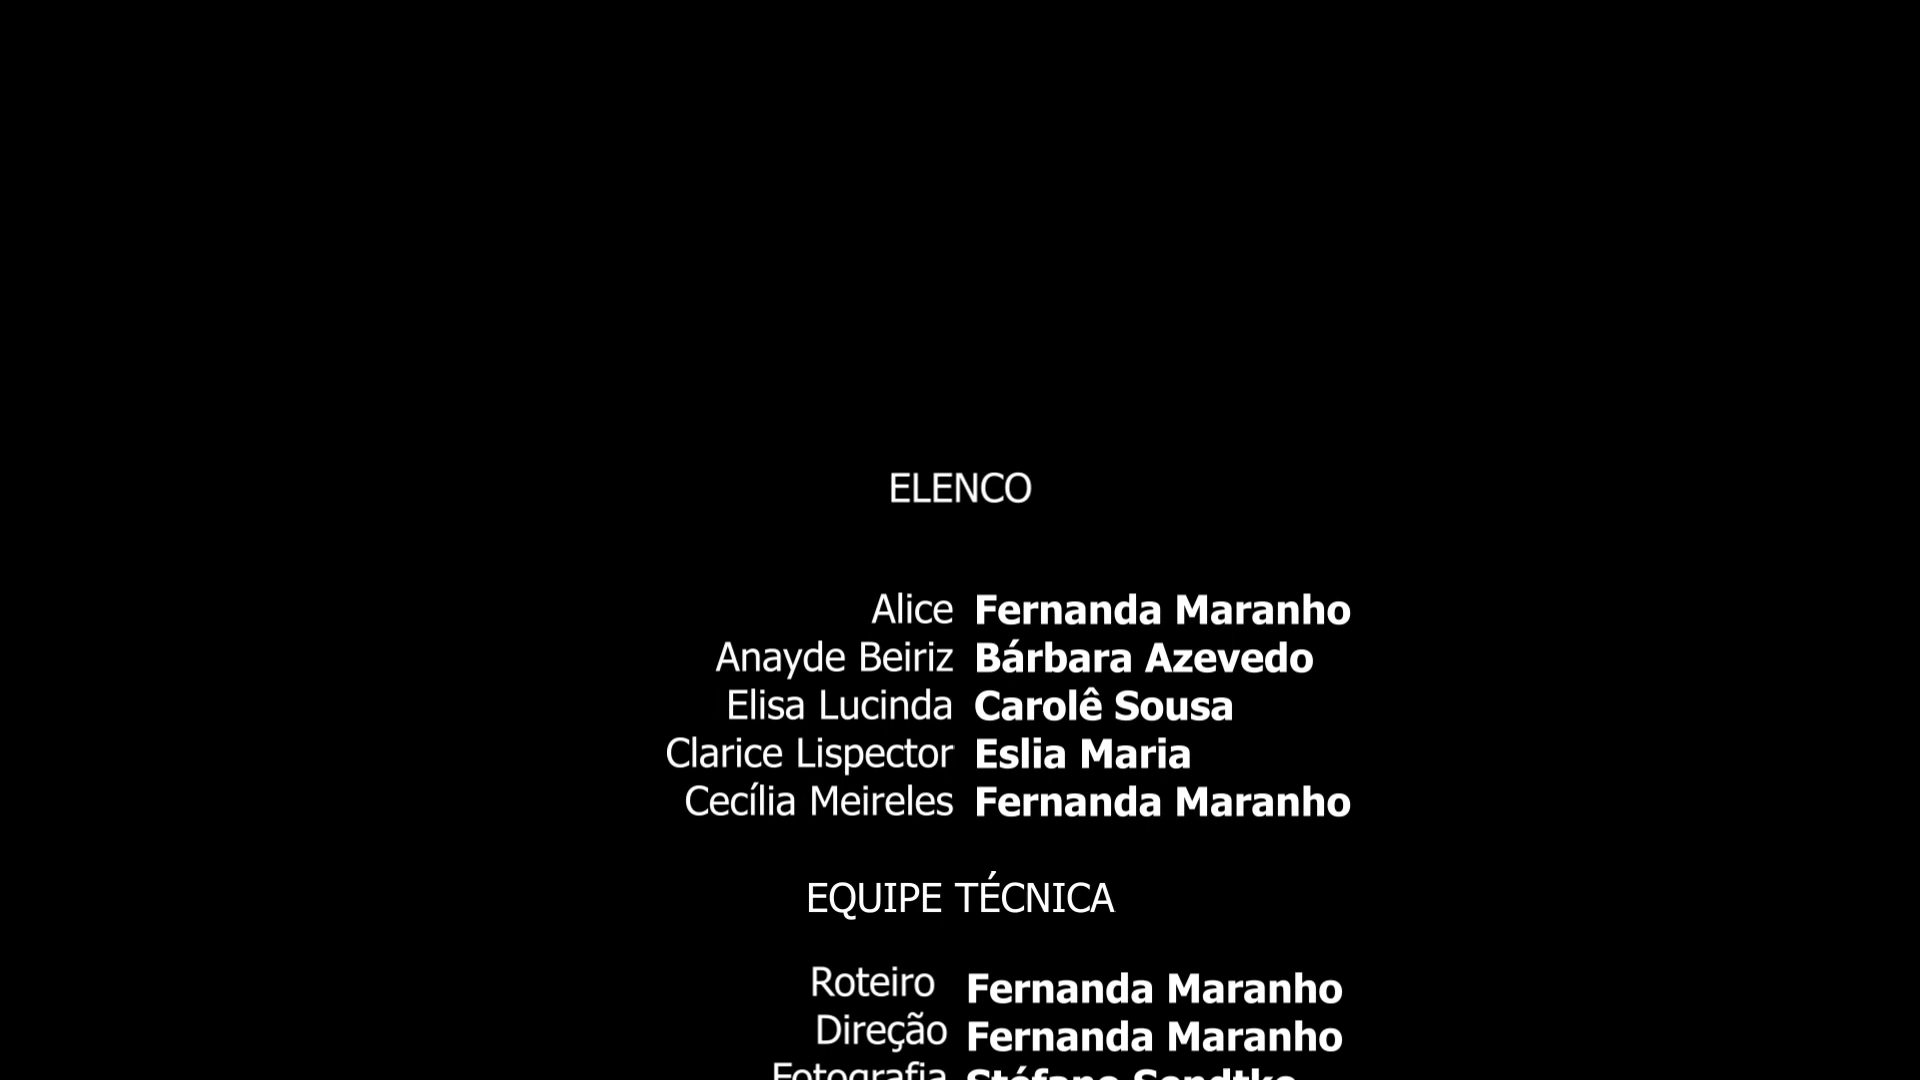 ELENCO
Alice Fernanda Maranho
Anayde Beiriz Bárbara Azevedo
Elisa Lucinda Carolê Sousa
Clarice Lispector Eslia Maria
Cecília Meireles Fernanda Maranho
EQUIPE TÉCNICA
Roteiro Fernanda Maranho
Direção Fernanda Maranho
Fotografia